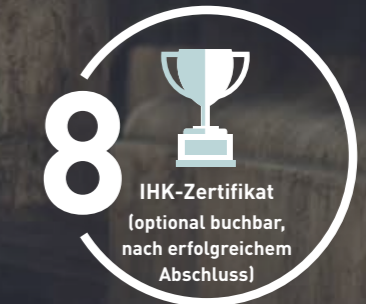 8
IHK-Zertifikat
(optional buchbar,
nach erfolgreichem
Abschluss)